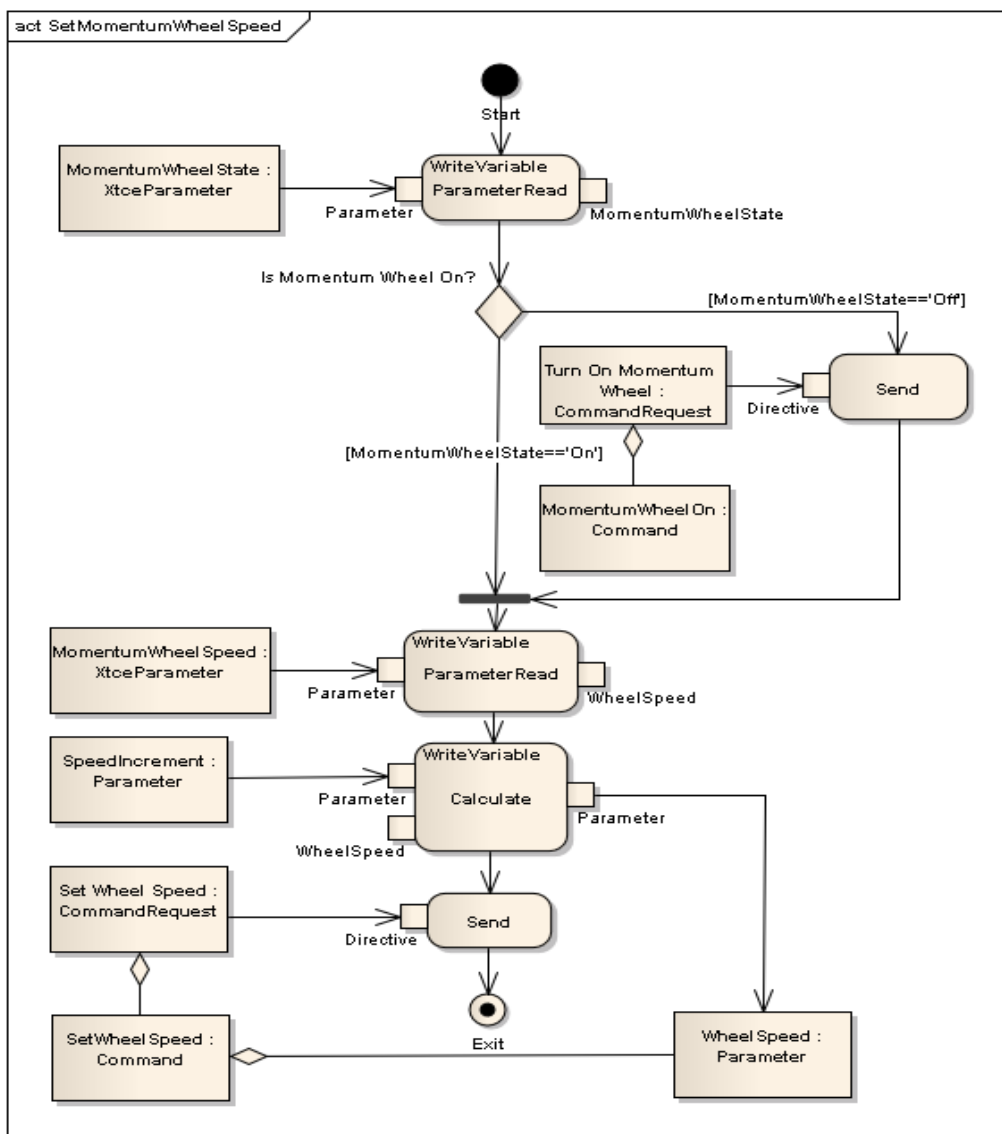 act SetMomentumWheelSpeed
Start
MomentumWheelState :
XtceParameter
Parameter
WriteVariable
ParameterRead
MomentumWheelState
Is Momentum Wheel On?
[MomentumWheelState=='Off']
Turn On Momentum
Wheel :
CommandRequest
Directive
Send
[MomentumWheelState=='On']
MomentumWheelOn :
Command
MomentumWheelSpeed :
XtceParameter
Parameter
WriteVariable
ParameterRead
WheelSpeed
SpeedIncrement :
Parameter
Parameter
WheelSpeed
WriteVariable
Calculate
Parameter
Set Wheel Speed :
CommandRequest
Directive
Send
Exit
SetWheelSpeed :
Command
WheelSpeed :
Parameter